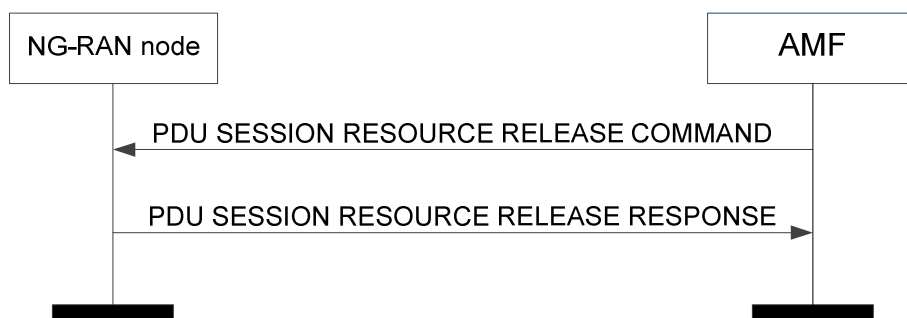 NG-RAN node
AMF
PDU SESSION RESOURCE RELEASE COMMAND
PDU SESSION RESOURCE RELEASE RESPONSE